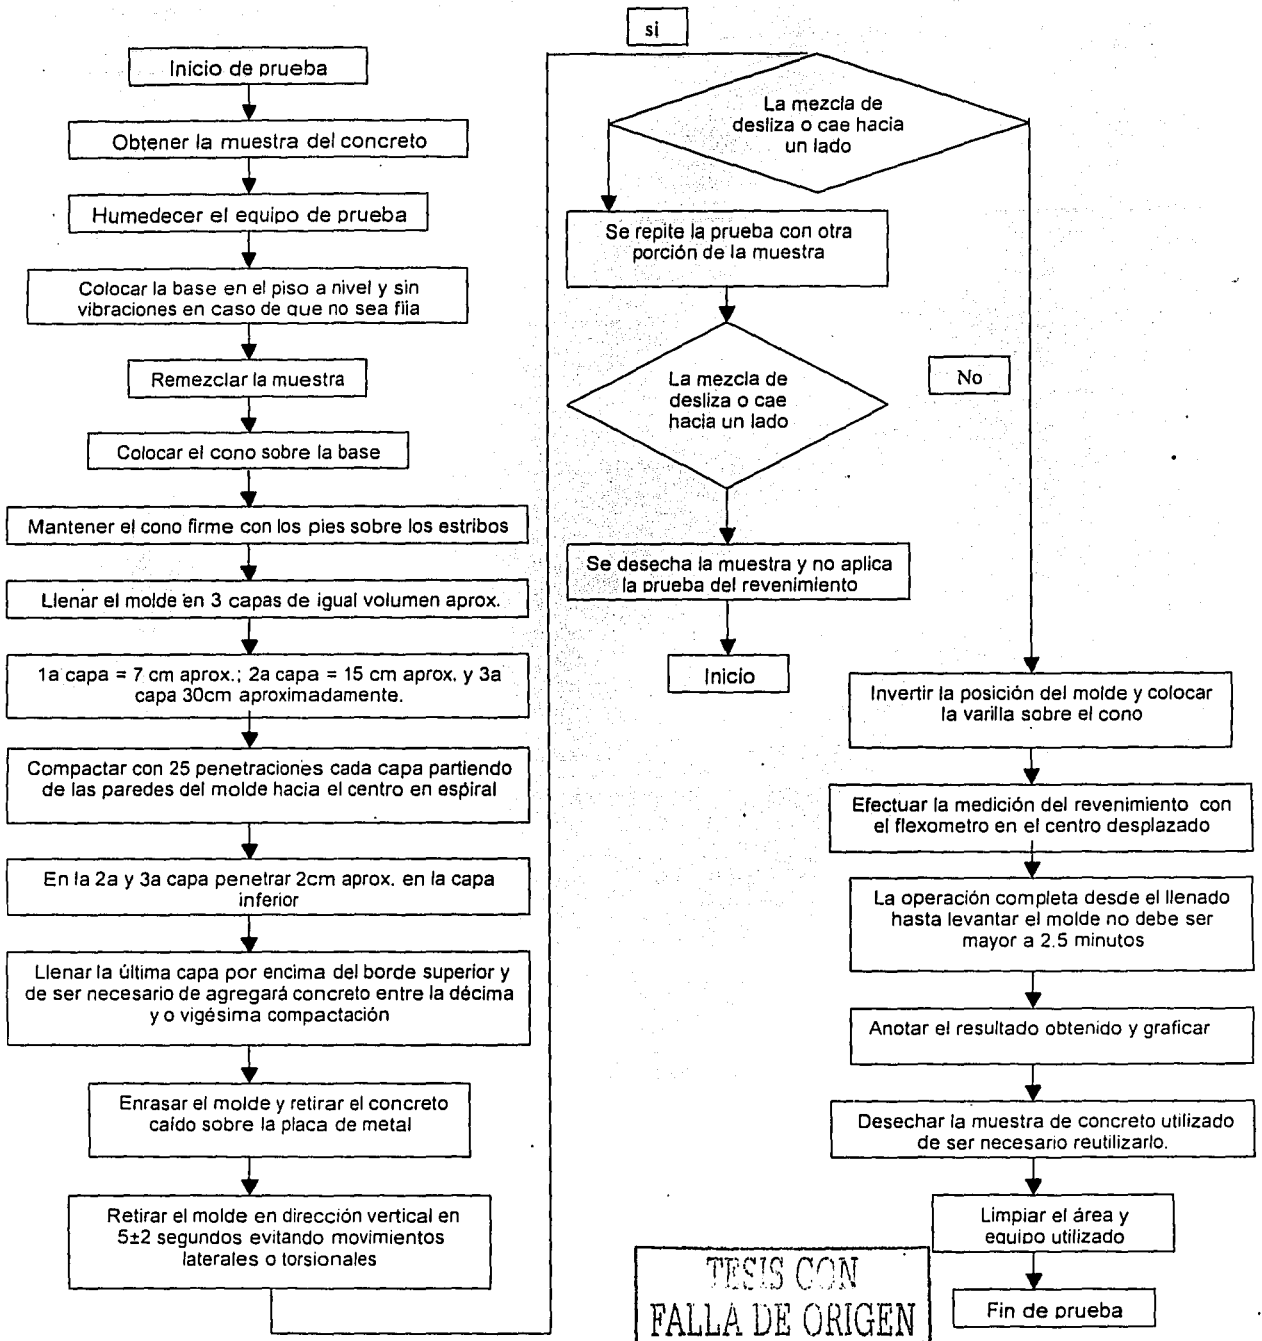 Inicio de prueba
Obtener la muestra del concreto
Humedecer el equipo de prueba
Colocar la base en el piso a nivel y sin
vibraciones en caso de que no sea fija
Remezclar la muestra
Colocar el cono sobre la base
Mantener el cono firme con los pies sobre los estribos
Llenar el molde en 3 capas de igual volumen aprox.
1a capa = 7 cm aprox.; 2a capa = 15 cm aprox. y 3a
capa 30cm aproximadamente.
Compactar con 25 penetraciones cada capa partiendo
de las paredes del molde hacia el centro en espiral
En la 2a y 3a capa penetrar 2cm aprox. en la capa
inferior
Llenar la última capa por encima del borde superior y
de ser necesario de agregará concreto entre la décima
y o vigésima compactación
Enrasar el molde y retirar el concreto
caído sobre la placa de metal
Retirar el molde en dirección vertical en
5±2 segundos evitando movimientos
laterales o torsionales
si
La mezcla de
desliza o cae hacia
un lado
Se repite la prueba con otra
porción de la muestra
La mezcla de
desliza o cae
hacia un lado
Se desecha la muestra y no aplica
la prueba del revenimiento
Inicio
No
Invertir la posición del molde y colocar
la varilla sobre el cono
Efectuar la medición del revenimiento con
el flexometro en el centro desplazado
La operación completa desde el llenado
hasta levantar el molde no debe ser
mayor a 2.5 minutos
Anotar el resultado obtenido y graficar
Desechar la muestra de concreto utilizado
de ser necesario reutilizarlo.
Limpiar el área y
equipo utilizado
Fin de prueba
TESIS CON
FALLA DE ORIGEN